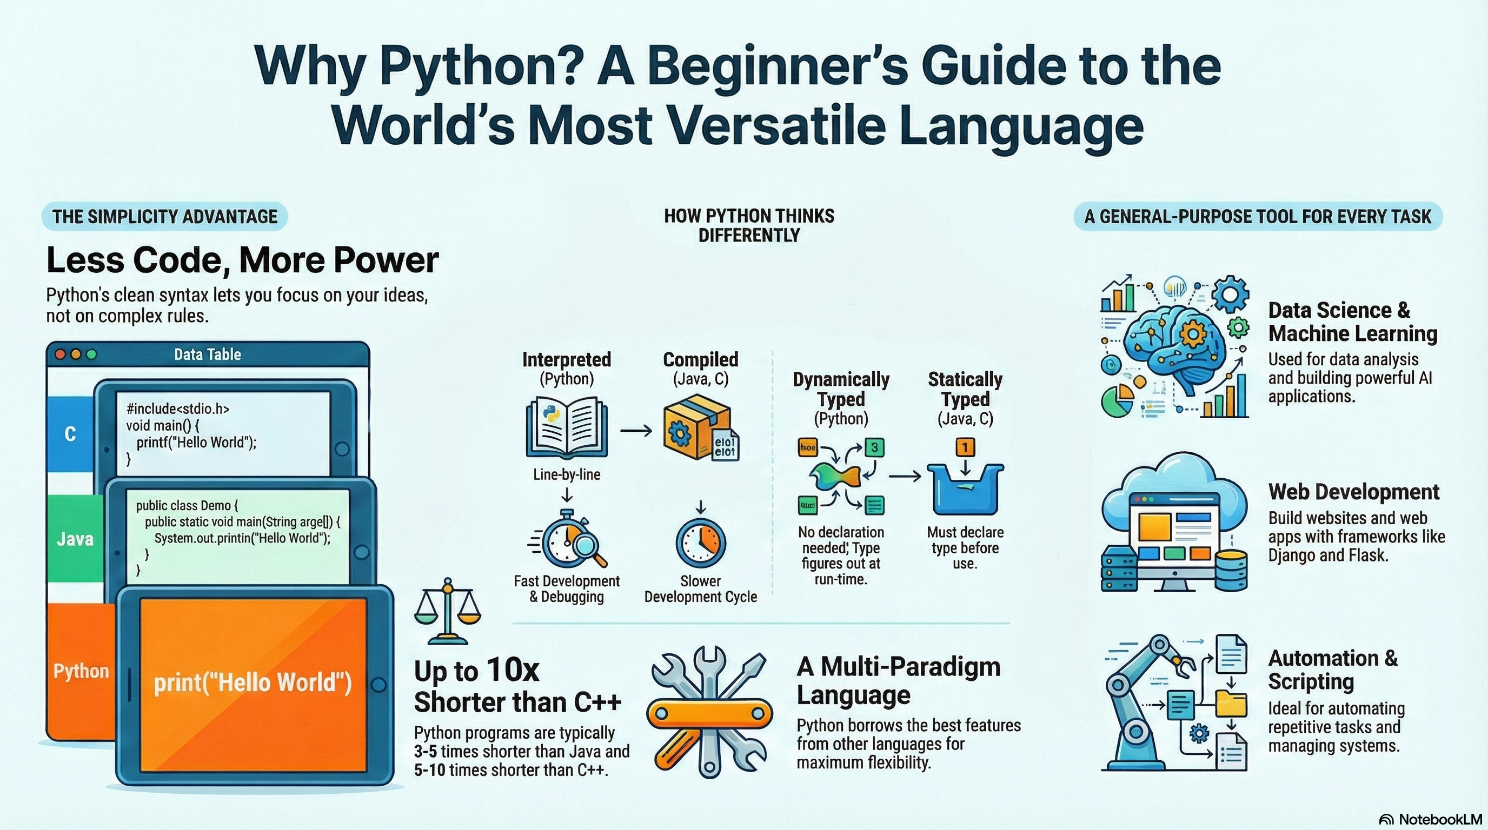 Why Python? A Beginner's Guide to the
World's Most Versatile Language
THE SIMPLICITY ADVANTAGE
Less Code, More Power
Python's clean syntax lets you focus on your ideas,
not on complex rules.
Data Table
C
#include<stdio.h>
void main() {
printf("Hello World");
}
Java
public class Demo {
public static void main(String arge[]) {
System.out.printin("Hello World");
}
}
Python
print("Hello World")
Up to 10x
Shorter than C++
Python programs are typically
3-5 times shorter than Java and
5-10 times shorter than C++.
HOW PYTHON THINKS
DIFFERENTLY
Interpreted
(Python)
Line-by-line
Fast Development
& Debugging
Compiled
(Java, C)
Slower
Development Cycle
Dynamically
Typed
(Python)
3
No declaration
needed; Type
figures out at
run-time.
Statically
Typed
(Java, C)
1
Must declare
type before
use.
A Multi-Paradigm
Language
Python borrows the best features
from other languages for
maximum flexibility.
A GENERAL-PURPOSE TOOL FOR EVERY TASK
Data Science &
Machine Learning
Used for data analysis
and building powerful AI
applications.
Web Development
Build websites and web
apps with frameworks like
Django and Flask.
Automation &
Scripting
Ideal for automating
repetitive tasks and
managing systems.
NotebookLM